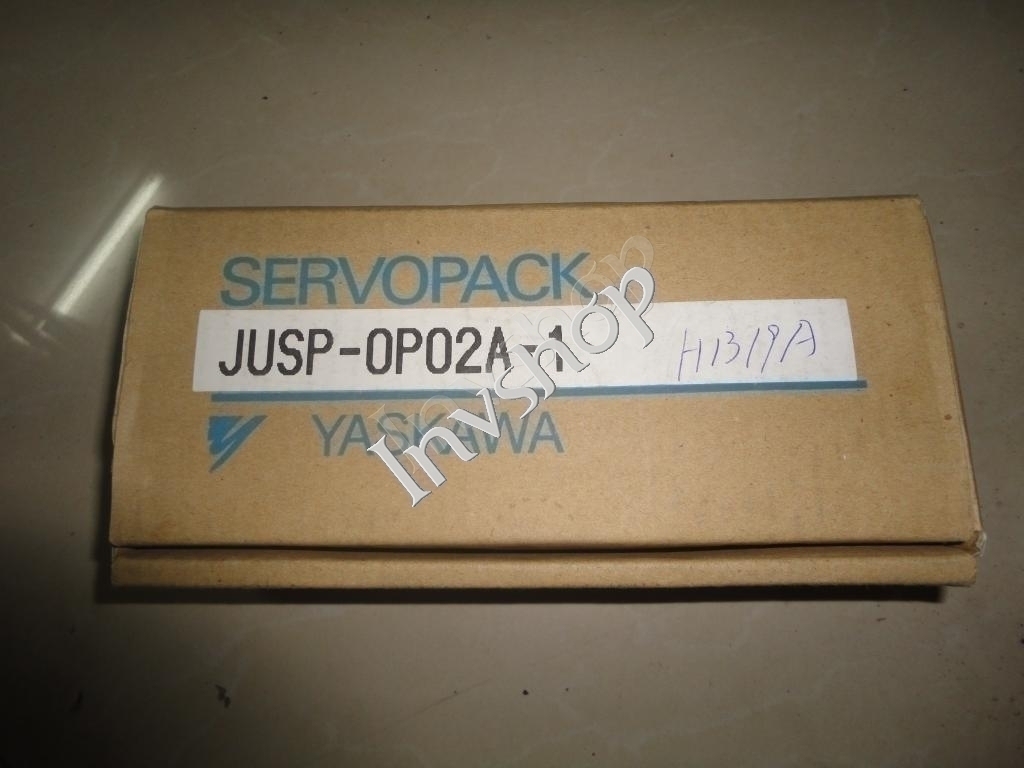 SERVOPACK
JUSP-OP02A-1 H1319A
YASKAWA
Invshop